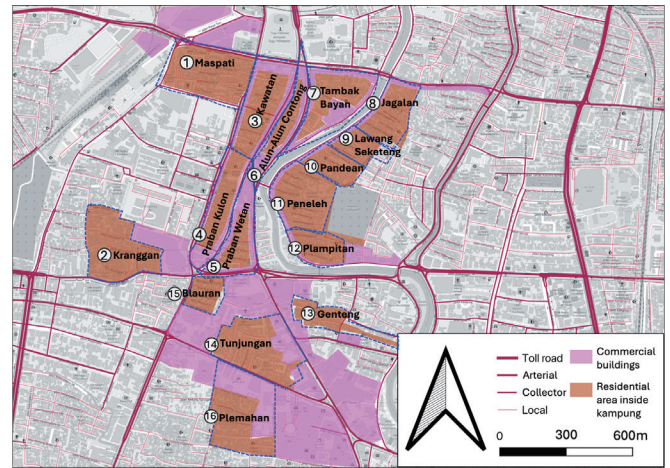 1 Maspati
2 Kranggan
3 Kawatan
4 Praban Kulon
5 Praban Wetan
6 Alun-Alun Contong
7 Tambak
Bayan
8 Jagalan
9 Lawang
Seketeng
10 Pandean
11 Peneleh
12 Plampitan
13 Genteng
14 Tunjungan
15 Blauran
16 Plemahan
Toll road
Arterial
Collector
Local
Commercial
buildings
Residential
area inside
kampung
0 300 600m